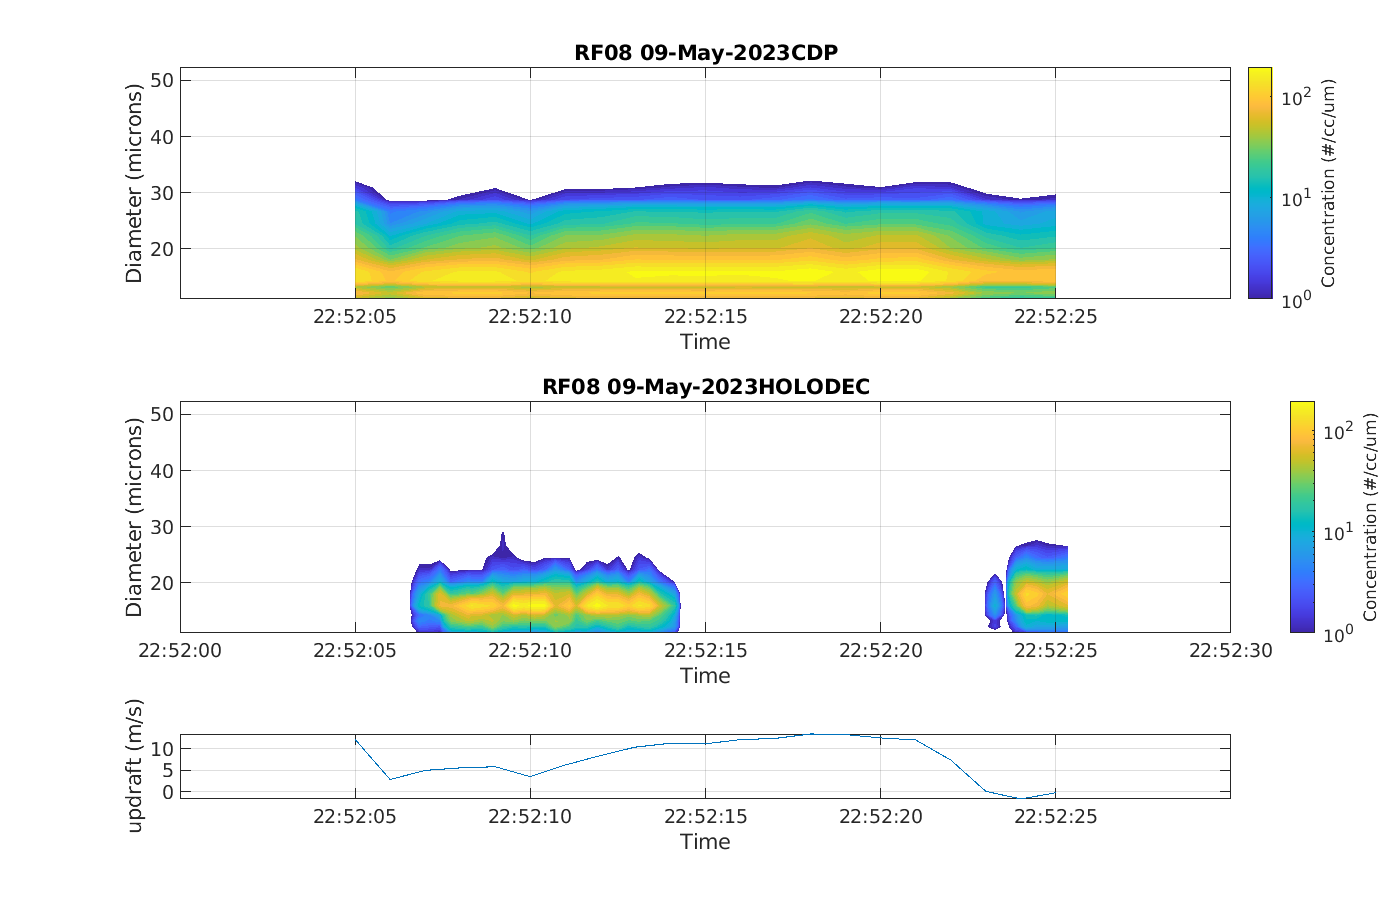 RF08 09-May-2023CDP
50
40
30
20
Diameter (microns)
22:52:05 22:52:10 22:52:15 22:52:20 22:52:25
Time
10^2
10^1
10^0
Concentration (#/cc/um)
RF08 09-May-2023HOLODEC
50
40
30
20
Diameter (microns)
22:52:00 22:52:05 22:52:10 22:52:15 22:52:20 22:52:25 22:52:30
Time
10^2
10^1
10^0
Concentration (#/cc/um)
10
5
0
updraft (m/s)
22:52:05 22:52:10 22:52:15 22:52:20 22:52:25
Time